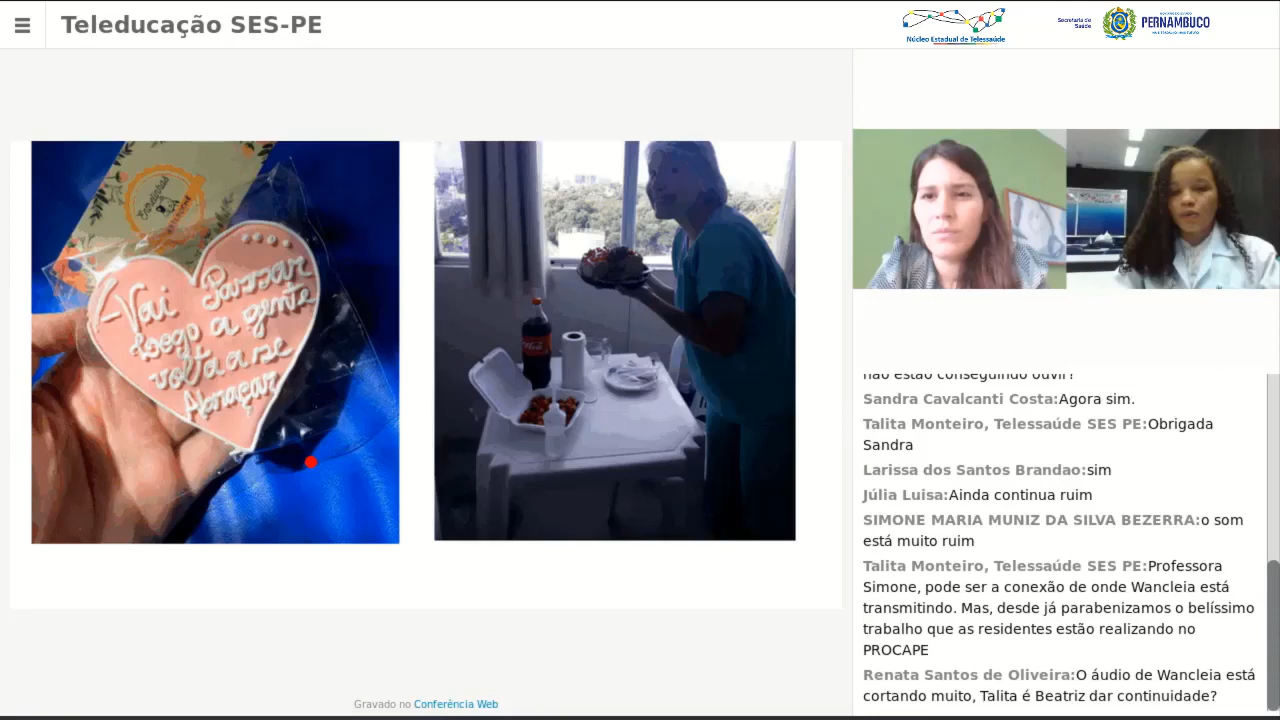 Teleducação SES-PE
Núcleo Estadual de Telessaúde
Secretaria de
Saúde
PERNAMBUCO
Vai Passar
Logo a gente
volta a se
Abraçar
não estão conseguindo ouvir?
Sandra Cavalcanti Costa:Agora sim.
Talita Monteiro, Telessaúde SES PE:Obrigada
Sandra
Larissa dos Santos Brandao:sim
Júlia Luisa:Ainda continua ruim
SIMONE MARIA MUNIZ DA SILVA BEZERRA:o som
está muito ruim
Talita Monteiro, Telessaúde SES PE:Professora
Simone, pode ser a conexão de onde Wancleia está
transmitindo. Mas, desde já parabenizamos o belíssimo
trabalho que as residentes estão realizando no
PROCAPE
Renata Santos de Oliveira:O áudio de Wancleia está
cortando muito, Talita é Beatriz dar continuidade?
Gravado no Conferência Web